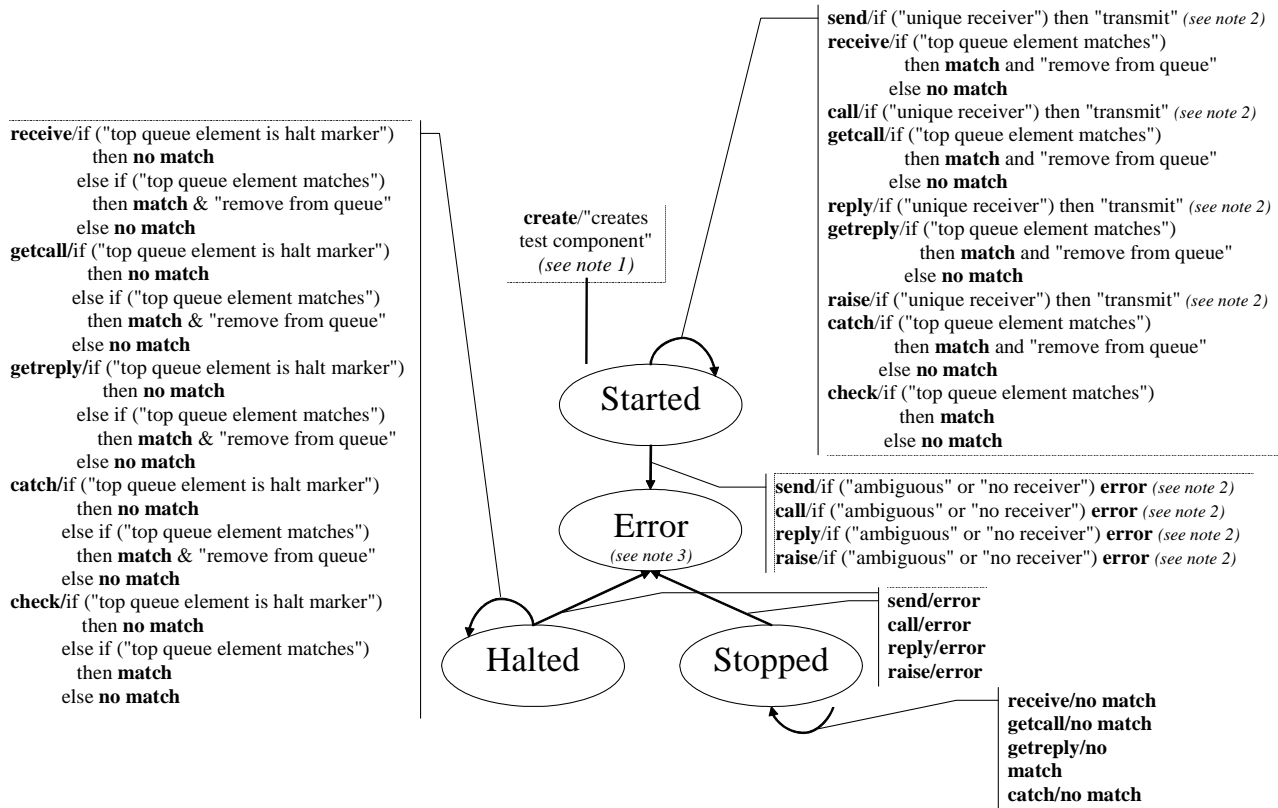 send/if ("unique receiver") then "transmit" (see note 2)
receive/if ("top queue element matches")
then match and "remove from queue"
else no match
call/if ("unique receiver") then "transmit" (see note 2)
getcall/if ("top queue element matches")
then match and "remove from queue"
else no match
reply/if ("unique receiver") then "transmit" (see note 2)
getreply/if ("top queue element matches")
then match and "remove from queue"
else no match
raise/if ("unique receiver") then "transmit" (see note 2)
catch/if ("top queue element matches")
then match and "remove from queue"
else no match
check/if ("top queue element matches")
then match
else no match
receive/if ("top queue element is halt marker")
then no match
else if ("top queue element matches")
then match & "remove from queue"
else no match
getcall/if ("top queue element is halt marker")
then no match
else if ("top queue element matches")
then match & "remove from queue"
else no match
getreply/if ("top queue element is halt marker")
then no match
else if ("top queue element matches")
then match & "remove from queue"
else no match
catch/if ("top queue element is halt marker")
then no match
else if ("top queue element matches")
then match & "remove from queue"
else no match
check/if ("top queue element is halt marker")
then no match
else if ("top queue element matches")
then match
else no match
create/"creates
test component"
(see note 1)
Started
send/if ("ambiguous" or "no receiver") error (see note 2)
call/if ("ambiguous" or "no receiver") error (see note 2)
reply/if ("ambiguous" or "no receiver") error (see note 2)
raise/if ("ambiguous" or "no receiver") error (see note 2)
Error
(see note 3)
send/error
call/error
reply/error
raise/error
Halted
Stopped
receive/no match
getcall/no match
getreply/no
match
catch/no match